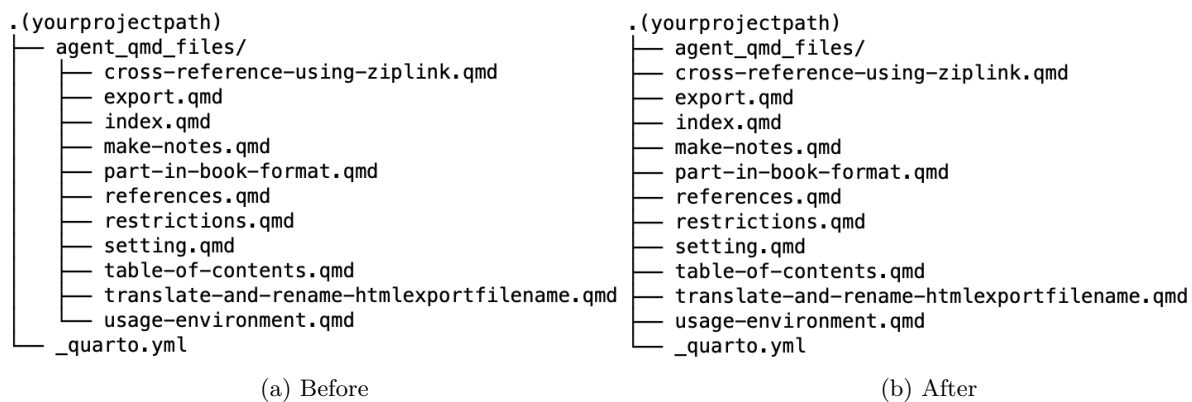 .(yourprojectpath)
├── agent_qmd_files/
│   ├── cross-reference-using-ziplink.qmd
│   ├── export.qmd
│   ├── index.qmd
│   ├── make-notes.qmd
│   ├── part-in-book-format.qmd
│   ├── references.qmd
│   ├── restrictions.qmd
│   ├── setting.qmd
│   ├── table-of-contents.qmd
│   ├── translate-and-rename-htmlexportfilename.qmd
│   └── usage-environment.qmd
└── _quarto.yml
(a) Before
.(yourprojectpath)
├── agent_qmd_files/
├── cross-reference-using-ziplink.qmd
├── export.qmd
├── index.qmd
├── make-notes.qmd
├── part-in-book-format.qmd
├── references.qmd
├── restrictions.qmd
├── setting.qmd
├── table-of-contents.qmd
├── translate-and-rename-htmlexportfilename.qmd
├── usage-environment.qmd
└── _quarto.yml
(b) After